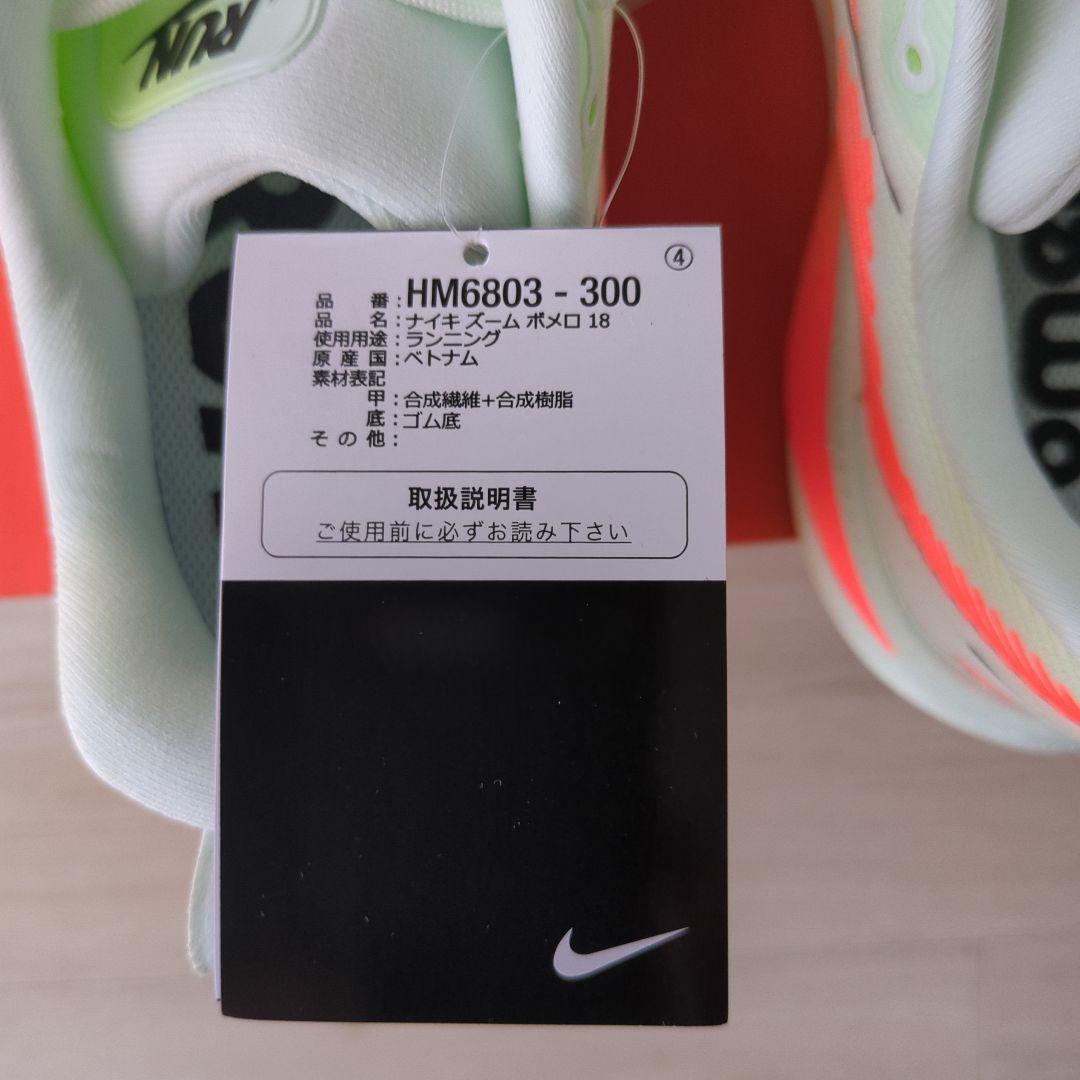 RUN
④
品 番：HM6803 - 300
品 名：ナイキ ズーム ボメロ 18
使用用途：ランニング
原 産 国：ベトナム
素材表記
甲：合成繊維+合成樹脂
底：ゴム底
そ の 他：
取扱説明書
ご使用前に必ずお読み下さい